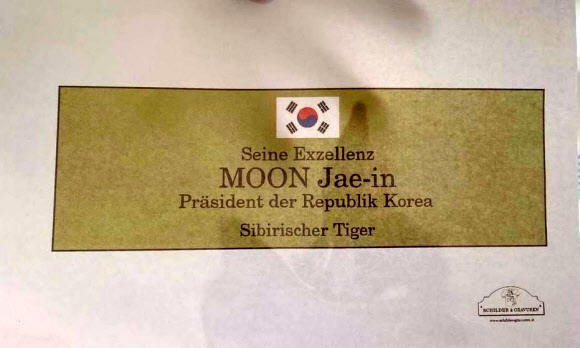 Seine Exzellenz
MOON Jae-in
Präsident der Republik Korea
Sibirischer Tiger
SCHILDER & GRAVUREN